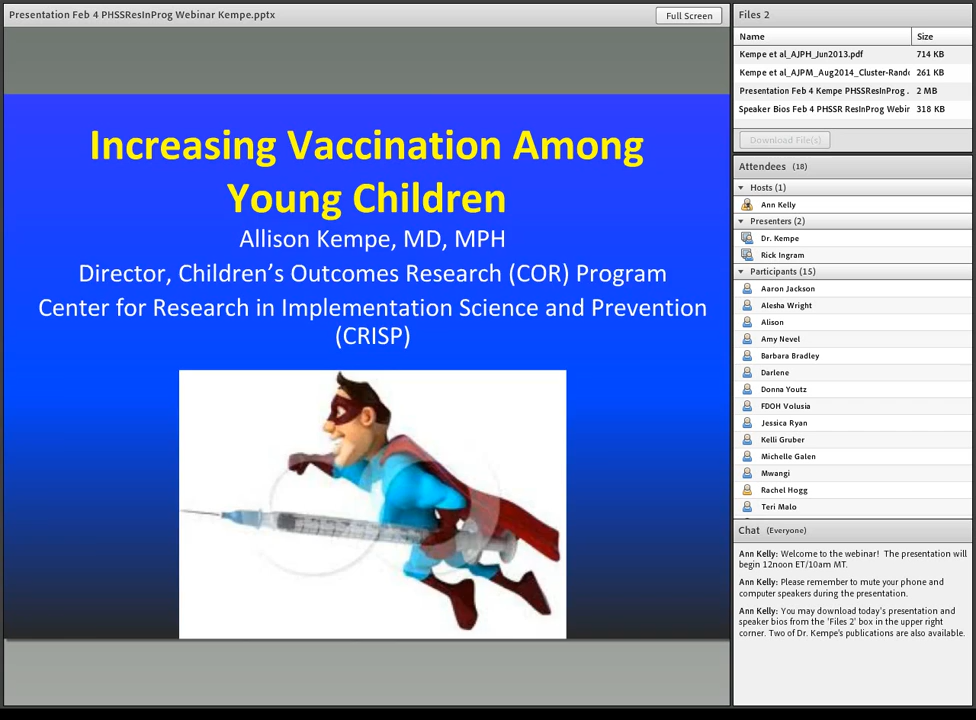 Presentation Feb 4 PHSSResInProg Webinar Kempe.pptx
Full Screen
Increasing Vaccination Among
Young Children
Allison Kempe, MD, MPH
Director, Children's Outcomes Research (COR) Program
Center for Research in Implementation Science and Prevention
(CRISP)
Files 2
Name Size
Kempe et al_AJPH_Jun2013.pdf 714 KB
Kempe et al_AJPM_Aug2014_Cluster-Rando 261 KB
Presentation Feb 4 Kempe PHSSResInProg . 2 MB
Speaker Bios Feb 4 PHSSR ResInProg Webir 318 KB
Download File(s)
Attendees (18)
Hosts (1)
Ann Kelly
Presenters (2)
Dr. Kempe
Rick Ingram
Participants (15)
Aaron Jackson
Alesha Wright
Alison
Amy Nevel
Barbara Bradley
Darlene
Donna Youtz
FDOH Volusia
Jessica Ryan
Kelli Gruber
Michelle Galen
Mwangi
Rachel Hogg
Teri Malo
Chat (Everyone)
Ann Kelly: Welcome to the webinar! The presentation will
begin 12noon ET/10am MT.
Ann Kelly: Please remember to mute your phone and
computer speakers during the presentation.
Ann Kelly: You may download today's presentation and
speaker bios from the 'Files 2' box in the upper right
corner. Two of Dr. Kempe's publications are also available.